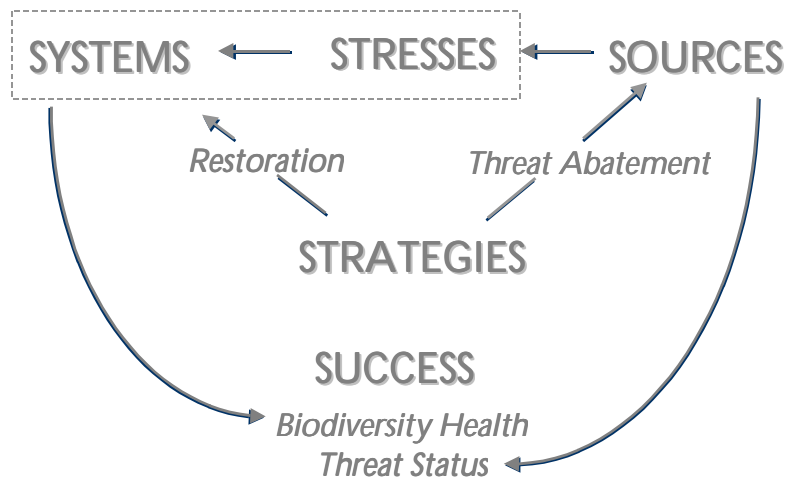 SYSTEMS STRESSES SOURCES
Restoration Threat Abatement
STRATEGIES
SUCCESS
Biodiversity Health
Threat Status